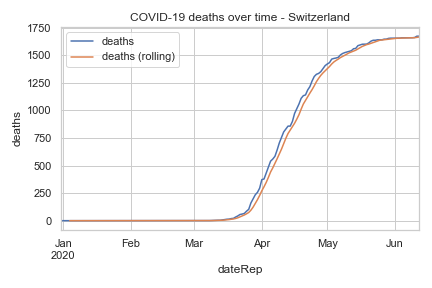 COVID-19 deaths over time - Switzerland
deaths
deaths (rolling)
1750
1500
1250
1000
750
500
250
0
deaths
Jan Feb Mar Apr May Jun
2020
dateRep